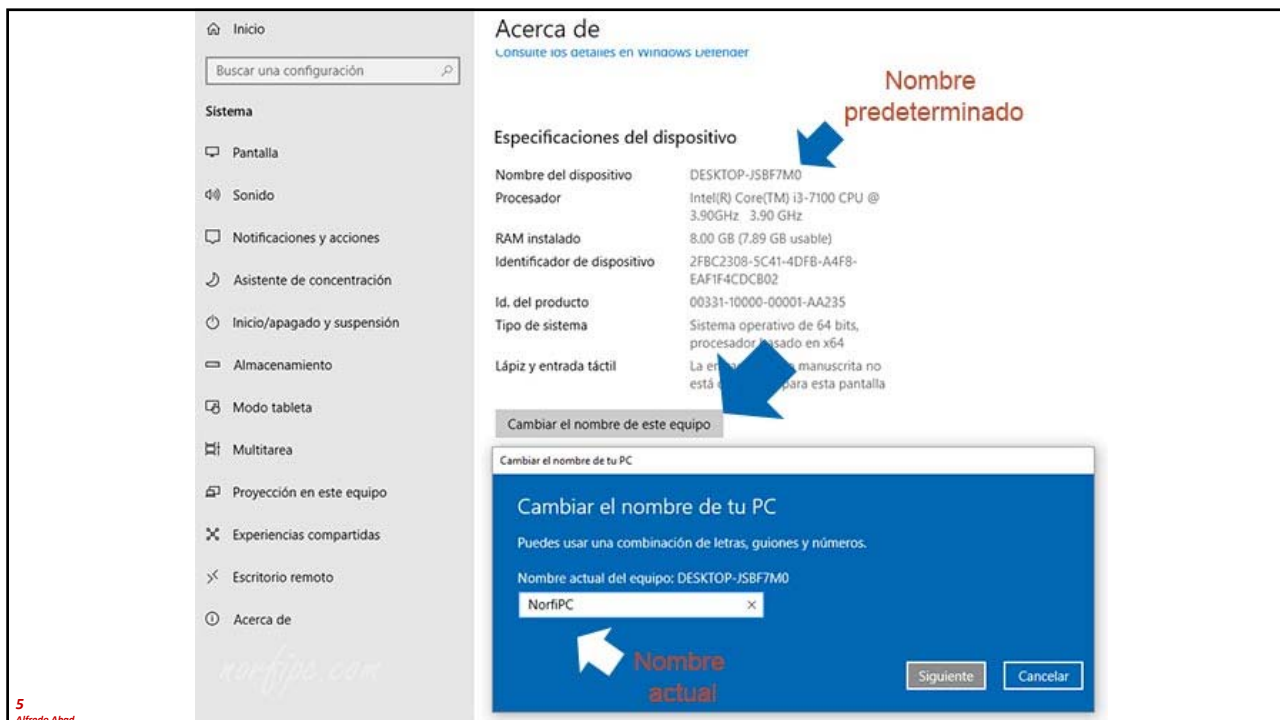 Inicio
Buscar una configuración
Sistema
Pantalla
Sonido
Notificaciones y acciones
Asistente de concentración
Inicio/apagado y suspensión
Almacenamiento
Modo tableta
Multitarea
Proyección en este equipo
Experiencias compartidas
Escritorio remoto
Acerca de
norfipc.com
Acerca de
Consulte los detalles en Windows Defender
Nombre
predeterminado
Especificaciones del dispositivo
Nombre del dispositivo DESKTOP-JSBF7M0
Procesador Intel(R) Core(TM) i3-7100 CPU @
3.90GHz 3.90 GHz
RAM instalado 8.00 GB (7.89 GB usable)
Identificador de dispositivo 2FBC2308-5C41-4DFB-A4F8-
EAF1F4CDCB02
Id. del producto 00331-10000-00001-AA235
Tipo de sistema Sistema operativo de 64 bits,
procesador basado en x64
Lápiz y entrada táctil La manuscrita no
está para esta pantalla
Cambiar el nombre de este equipo
Cambiar el nombre de tu PC
Cambiar el nombre de tu PC
Puedes usar una combinación de letras, guiones y números.
Nombre actual del equipo: DESKTOP-JSBF7M0
NorfiPC
Nombre
actual
Siguiente Cancelar
5
Alfredo Abad